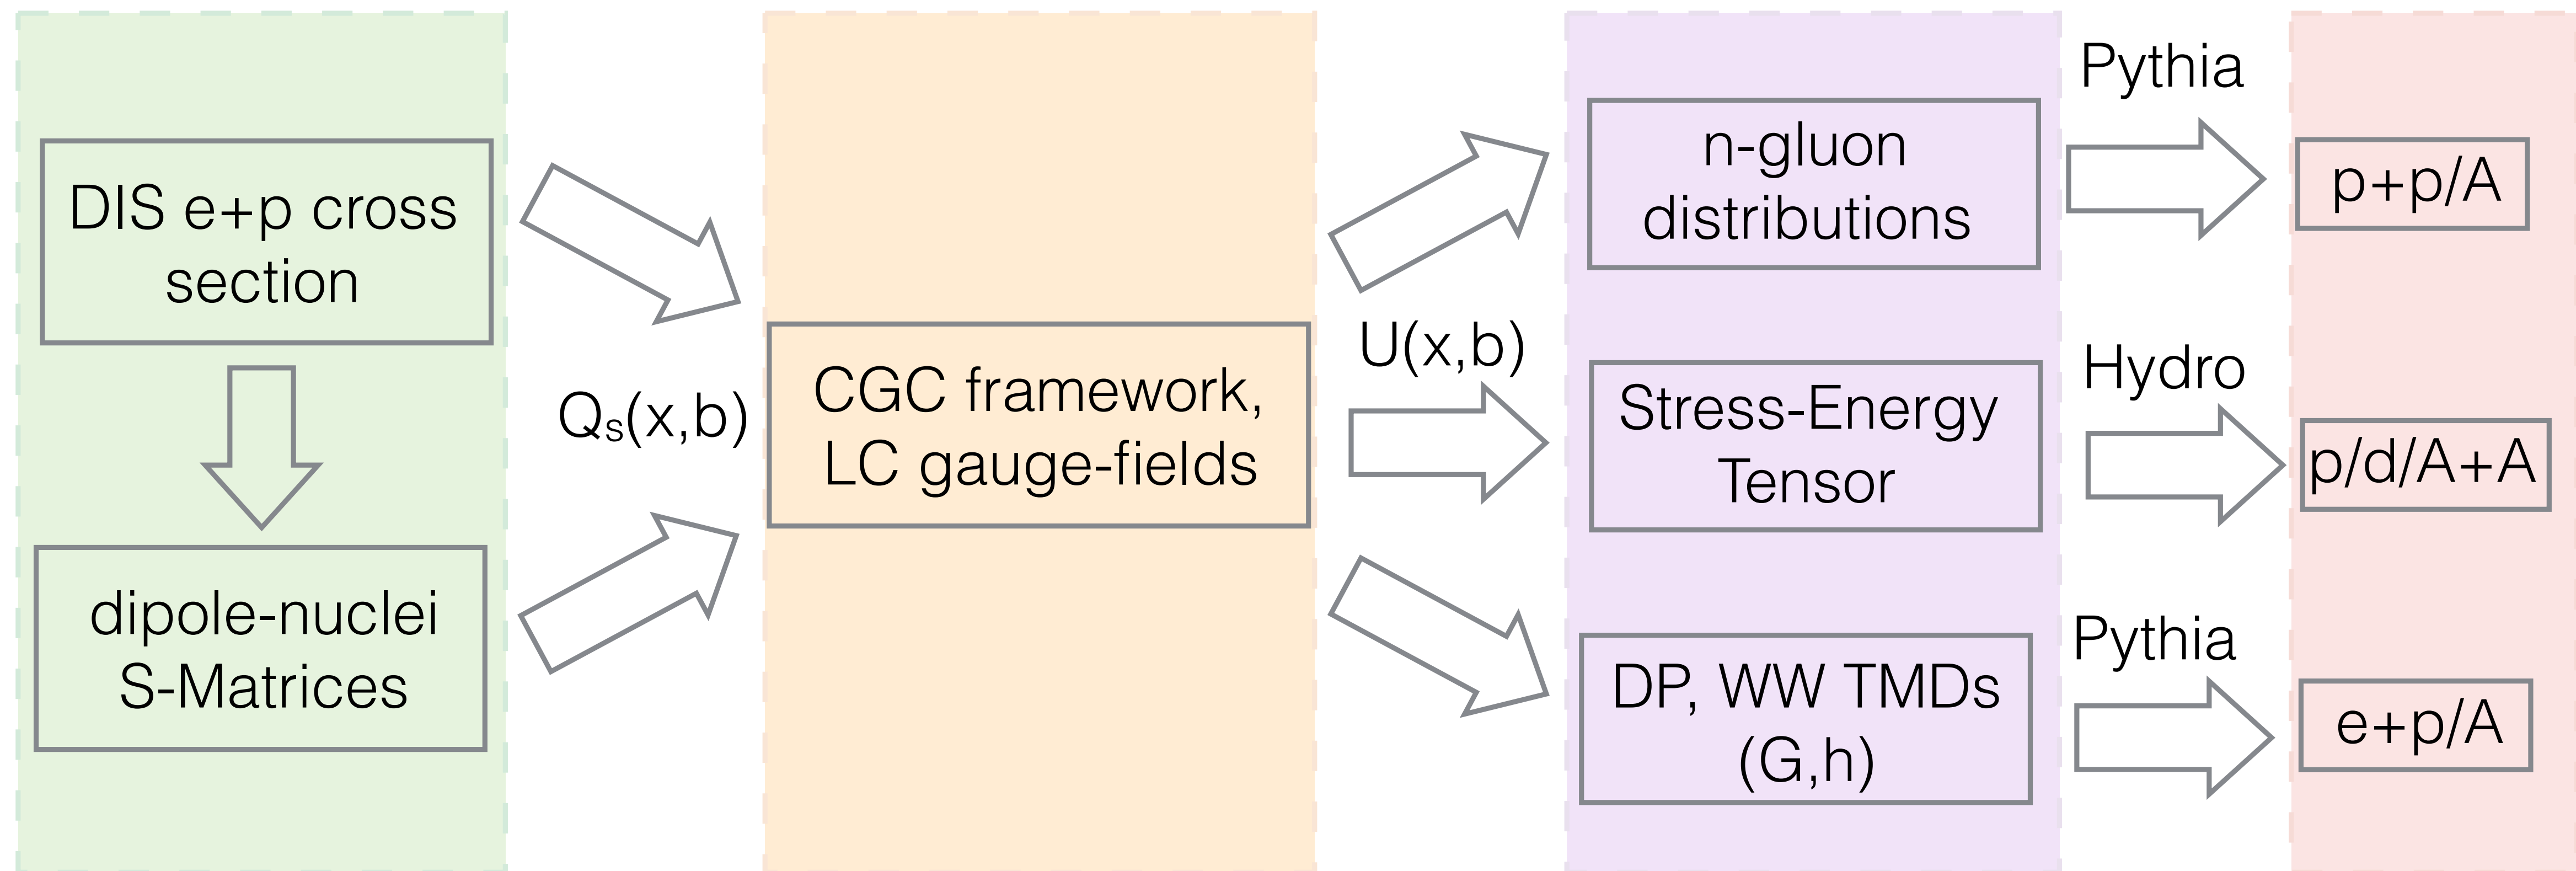 DIS e+p cross
section
dipole-nuclei
S-Matrices
Qₛ(x,b)
CGC framework,
LC gauge-fields
U(x,b)
n-gluon
distributions
Stress-Energy
Tensor
DP, WW TMDs
(G,h)
Pythia
Hydro
Pythia
p+p/A
p/d/A+A
e+p/A